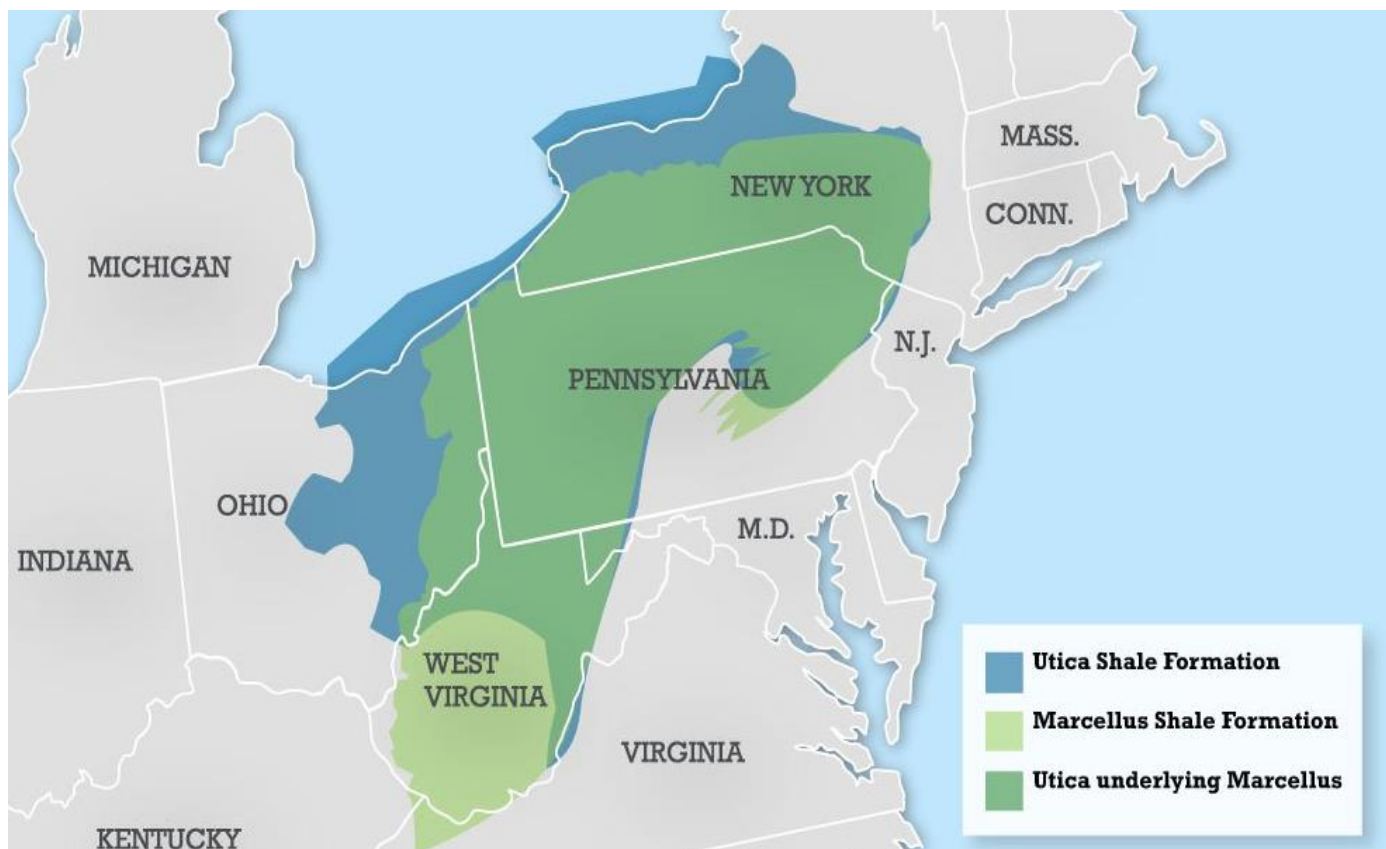 MASS.
NEW YORK
CONN.
MICHIGAN
N.J.
PENNSYLVANIA
OHIO
M.D.
INDIANA
WEST
VIRGINIA
VIRGINIA
KENTUCKY
Utica Shale Formation
Marcellus Shale Formation
Utica underlying Marcellus